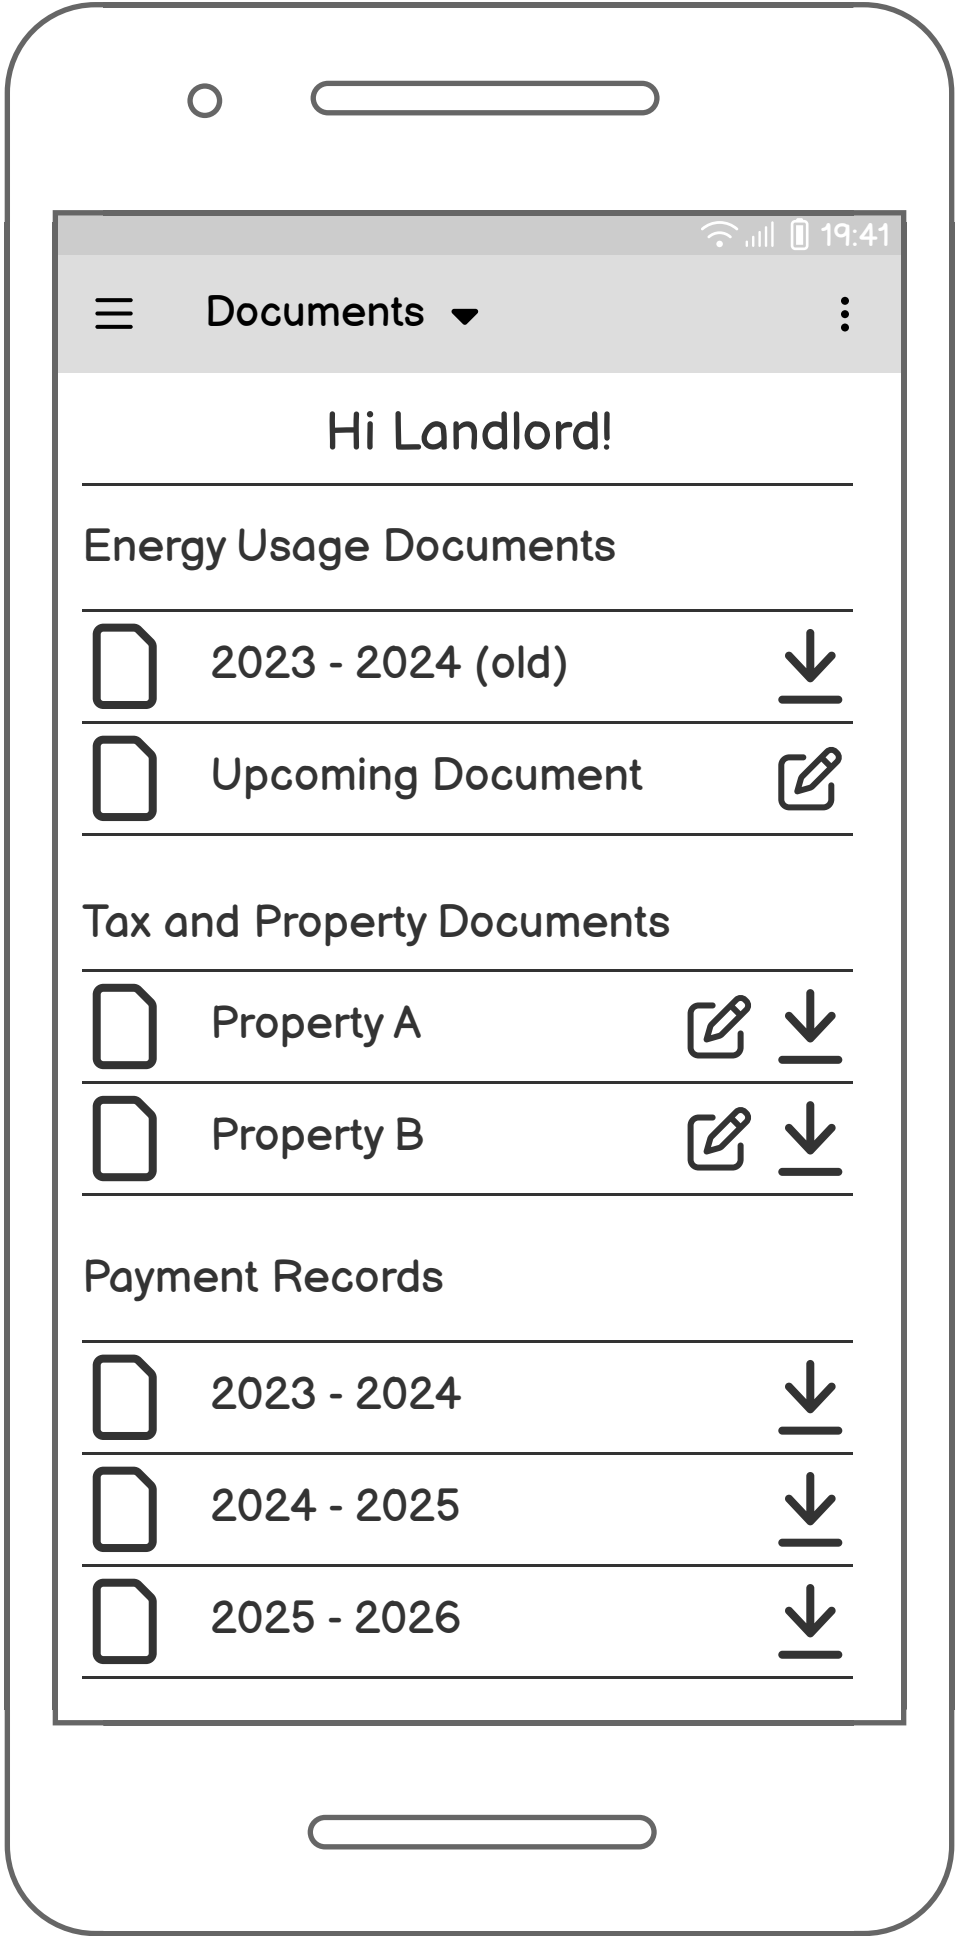 19:41
Documents
Hi Landlord!
Energy Usage Documents
2023 - 2024 (old)
Upcoming Document
Tax and Property Documents
Property A
Property B
Payment Records
2023 - 2024
2024 - 2025
2025 - 2026